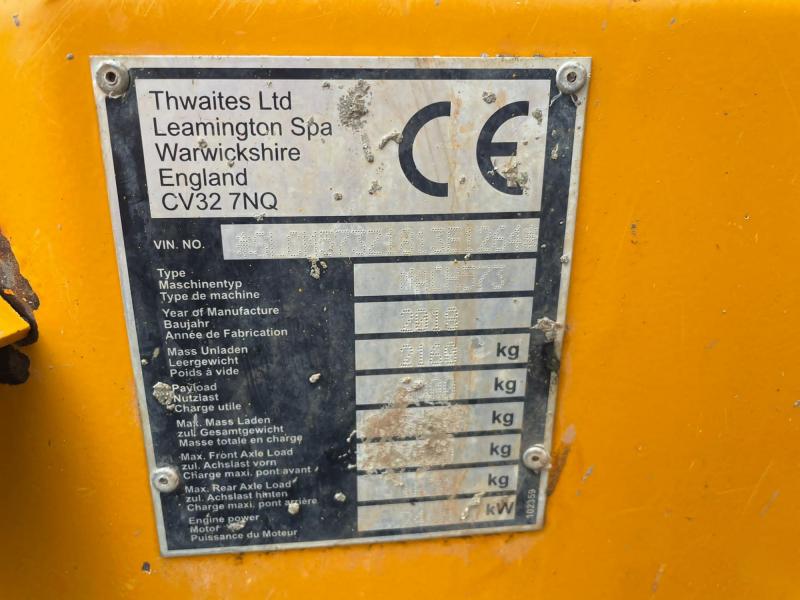 Thwaites Ltd
Leamington Spa
Warwickshire
England
CV32 7NQ
CE
VIN. NO.
Type
Maschinentyp
Type de machine
Year of Manufacture
Baujahr
Année de Fabrication
Mass Unladen
Leergewicht
Poids à vide
kg
Payload
Nutzlast
Charge utile
kg
Max. Mass Laden
zul. Gesamtgewicht
Masse totale en charge
kg
Max. Front Axle Load
zul. Achslast vorn
Charge maxi. pont avant
kg
Max. Rear Axle Load
zul. Achslast hinten
Charge maxi. pont arrière
kg
Engine power
Motor
Puissance du Moteur
kW
102359